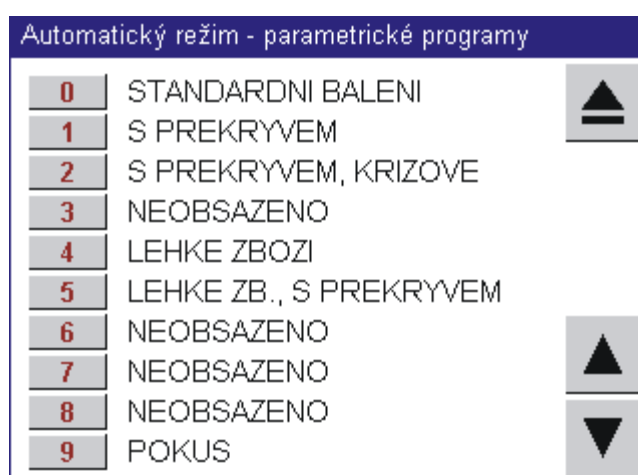 Automatický režim - parametrické programy
0 STANDARDNI BALENI
1 S PREKRYVEM
2 S PREKRYVEM, KRIZOVE
3 NEOBSAZENO
4 LEHKE ZBOZI
5 LEHKE ZB., S PREKRYVEM
6 NEOBSAZENO
7 NEOBSAZENO
8 NEOBSAZENO
9 POKUS